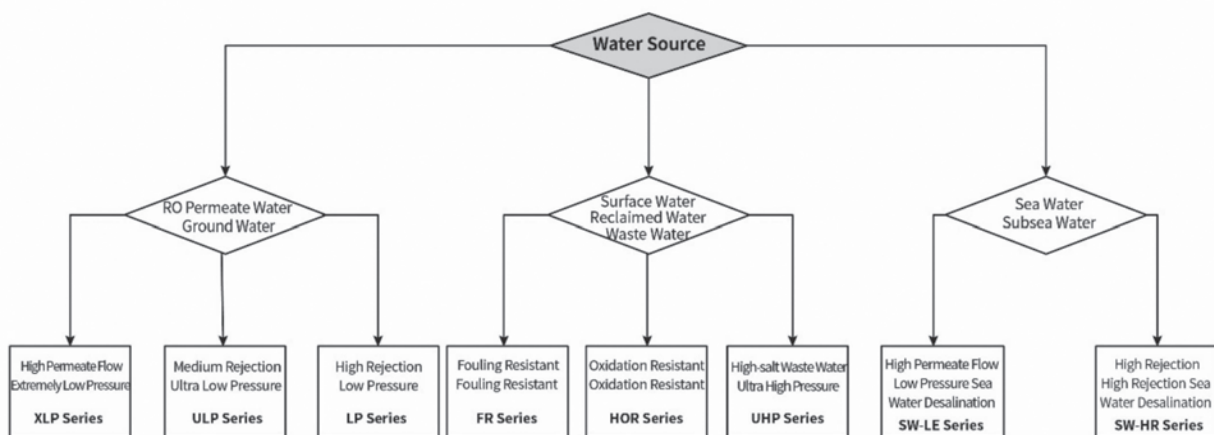 Water Source
RO Permeate Water
Ground Water
Surface Water
Reclaimed Water
Waste Water
Sea Water
Subsea Water
High Permeate Flow
Extremely Low Pressure
XLP Series
Medium Rejection
Ultra Low Pressure
ULP Series
High Rejection
Low Pressure
LP Series
Fouling Resistant
Fouling Resistant
FR Series
Oxidation Resistant
Oxidation Resistant
HOR Series
High-salt Waste Water
Ultra High Pressure
UHP Series
High Permeate Flow
Low Pressure Sea
Water Desalination
SW-LE Series
High Rejection
High Rejection Sea
Water Desalination
SW-HR Series